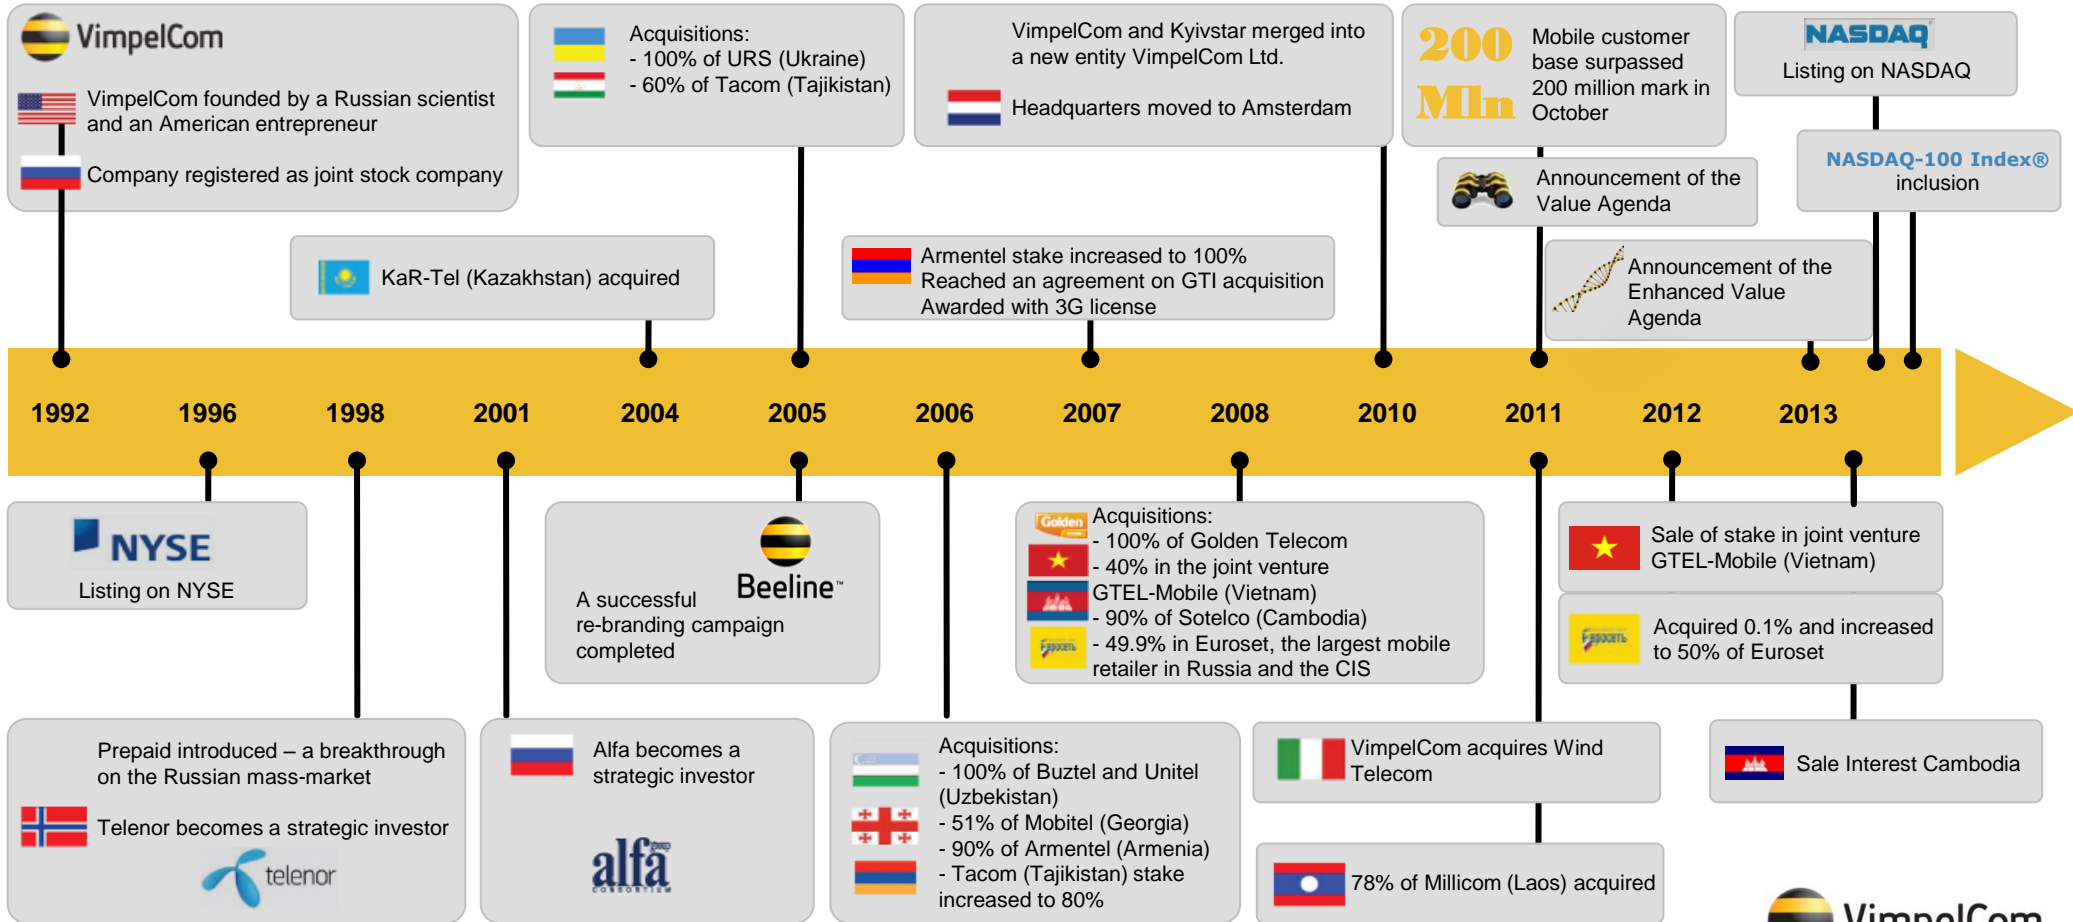 VimpelCom
VimpelCom founded by a Russian scientist
and an American entrepreneur
Company registered as joint stock company
Acquisitions:
- 100% of URS (Ukraine)
- 60% of Tacom (Tajikistan)
VimpelCom and Kyivstar merged into
a new entity VimpelCom Ltd.
Headquarters moved to Amsterdam
200
Mln
Mobile customer
base surpassed
200 million mark in
October
NASDAQ
Listing on NASDAQ
Announcement of the
Value Agenda
NASDAQ-100 Index®
inclusion
KaR-Tel (Kazakhstan) acquired
Armentel stake increased to 100%
Reached an agreement on GTI acquisition
Awarded with 3G license
Announcement of the
Enhanced Value
Agenda
1992
1996
1998
2001
2004
2005
2006
2007
2008
2010
2011
2012
2013
NYSE
Listing on NYSE
Beeline™
A successful
re-branding campaign
completed
Golden
Acquisitions:
- 100% of Golden Telecom
- 40% in the joint venture
GTEL-Mobile (Vietnam)
- 90% of Sotelco (Cambodia)
- 49.9% in Euroset, the largest mobile
retailer in Russia and the CIS
Евросеть
Sale of stake in joint venture
GTEL-Mobile (Vietnam)
Евросеть
Acquired 0.1% and increased
to 50% of Euroset
Prepaid introduced – a breakthrough
on the Russian mass-market
Telenor becomes a strategic investor
telenor
Alfa becomes a
strategic investor
alfa
group
CONSORTIUM
Acquisitions:
- 100% of Buztel and Unitel
(Uzbekistan)
- 51% of Mobitel (Georgia)
- 90% of Armentel (Armenia)
- Tacom (Tajikistan) stake
increased to 80%
VimpelCom acquires Wind
Telecom
78% of Millicom (Laos) acquired
Sale Interest Cambodia
VimpelCom